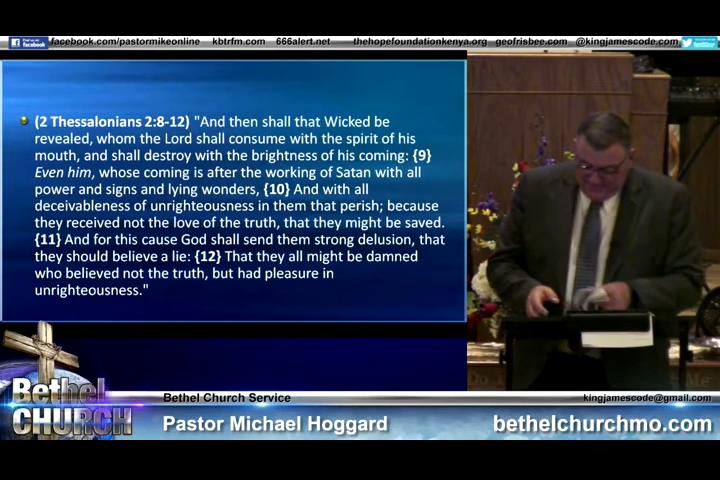 Find us on facebook facebook.com/pastormikeonline kbtrfm.com 666alert.net thehopefoundationkenya.org geofrisbee.com @kingjamescode.com twitter
(2 Thessalonians 2:8-12) "And then shall that Wicked be
revealed, whom the Lord shall consume with the spirit of his
mouth, and shall destroy with the brightness of his coming: {9}
Even him, whose coming is after the working of Satan with all
power and signs and lying wonders, {10} And with all
deceivableness of unrighteousness in them that perish; because
they received not the love of the truth, that they might be saved.
{11} And for this cause God shall send them strong delusion, that
they should believe a lie: {12} That they all might be damned
who believed not the truth, but had pleasure in
unrighteousness."
Bethel
CHURCH
Bethel Church Service
kingjamescode@gmail.com
Pastor Michael Hoggard
bethelchurchmo.com